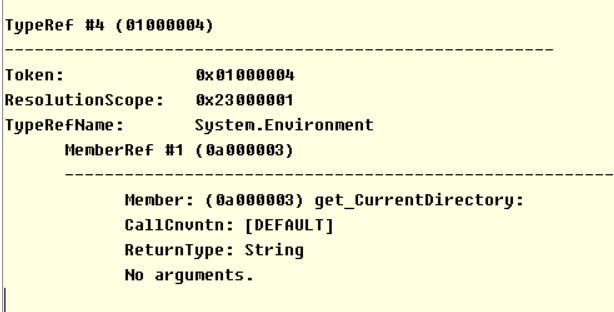 TypeRef #4 (01000004)
-------------------------------------------------------
Token: 0x01000004
ResolutionScope: 0x23000001
TypeRefName: System.Environment
MemberRef #1 (0a000003)
-------------------------------------------------------
Member: (0a000003) get_CurrentDirectory:
CallCnvntn: [DEFAULT]
ReturnType: String
No arguments.